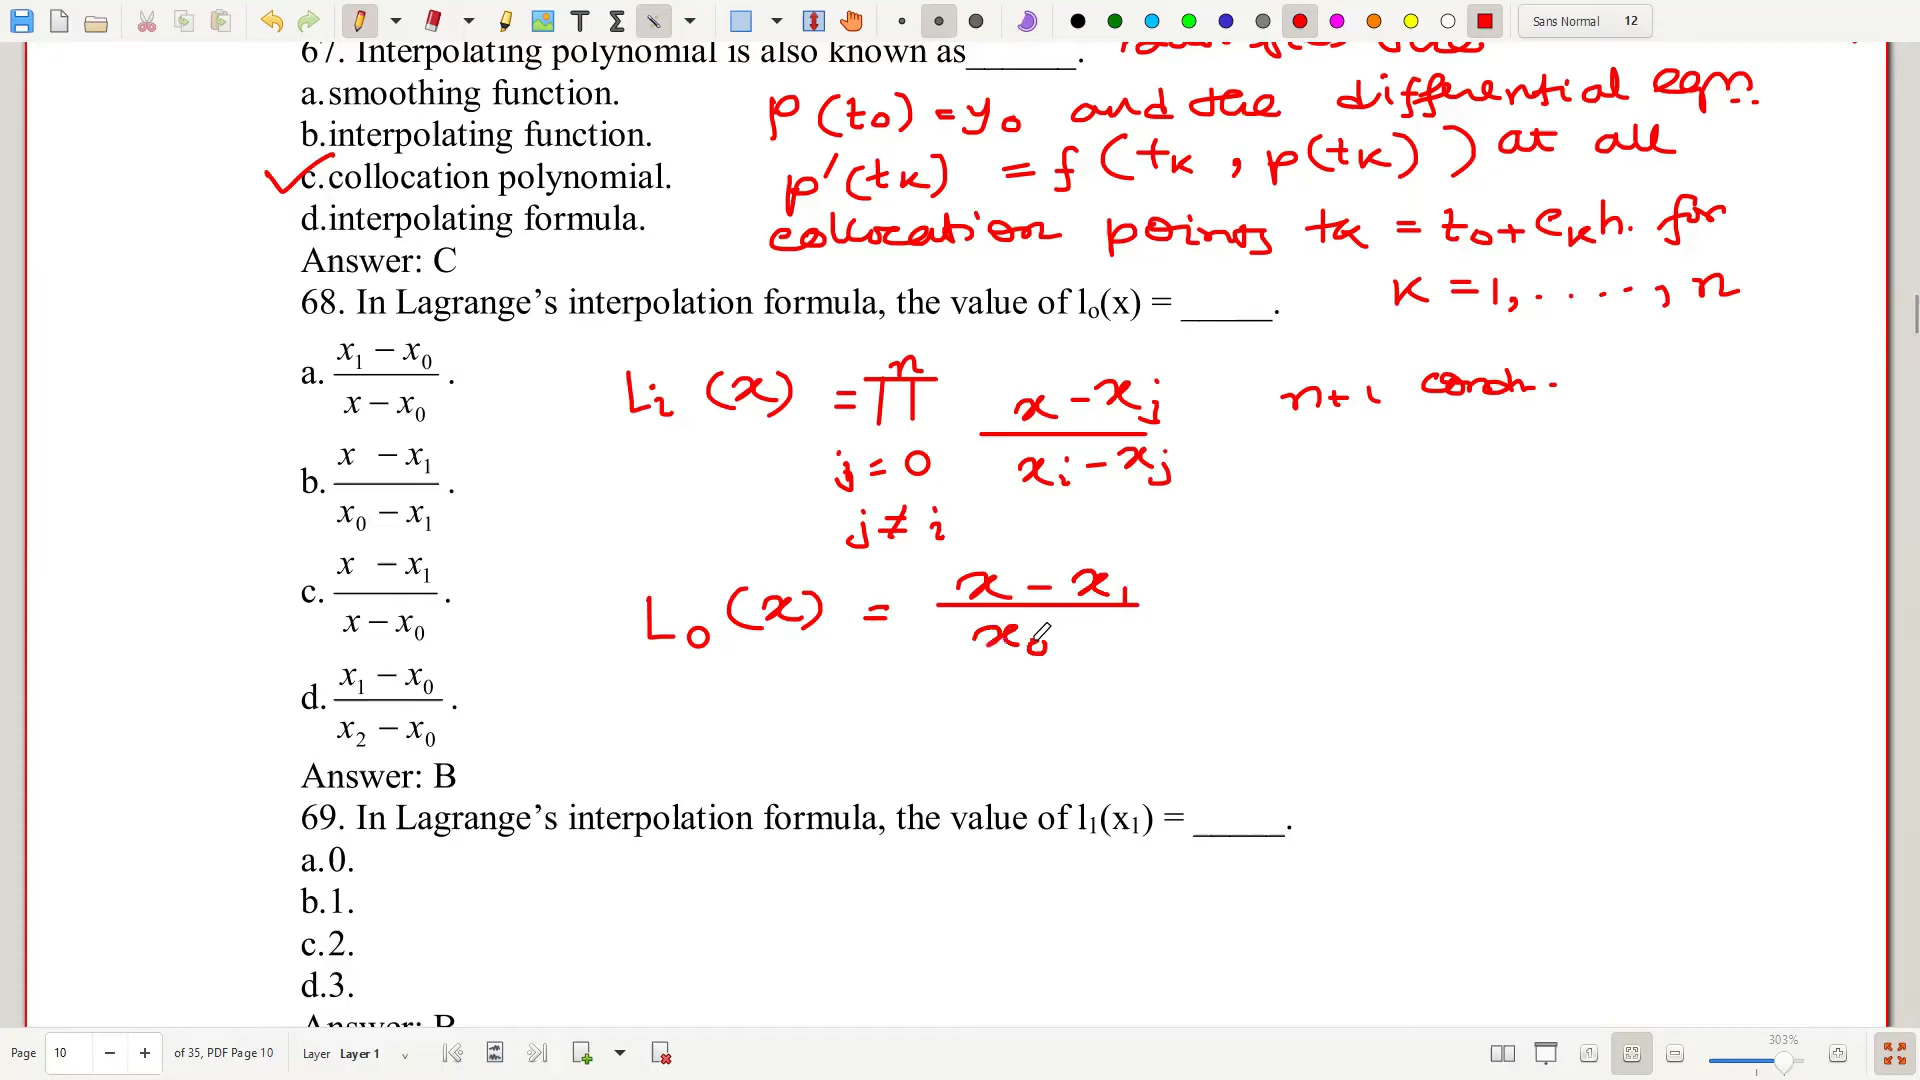 Sans Normal 12
67. Interpolating polynomial is also known as______.
a.smoothing function.
b.interpolating function.
c.collocation polynomial.
d.interpolating formula.
Answer: C
p(t0) = y0 and the differential eqn.
p'(tK) = f(tK, p(tK)) at all
collocation points tK = t0+CKh. for
K = 1, ...., n
68. In Lagrange’s interpolation formula, the value of lo(x) = _____.
a. (x1 − x0)/(x − x0).
b. (x − x1)/(x0 − x1).
c. (x − x1)/(x − x0).
d. (x1 − x0)/(x2 − x0).
Li(x) = n∏ j=0 j≠i (x−xj)/(xi−xj)
n+1
L0(x) = (x − x1)/x0
Answer: B
69. In Lagrange’s interpolation formula, the value of l1(x1) = _____.
a.0.
b.1.
c.2.
d.3.
Answer: B
Page 10 − + of 35, PDF Page 10 Layer Layer 1 303%